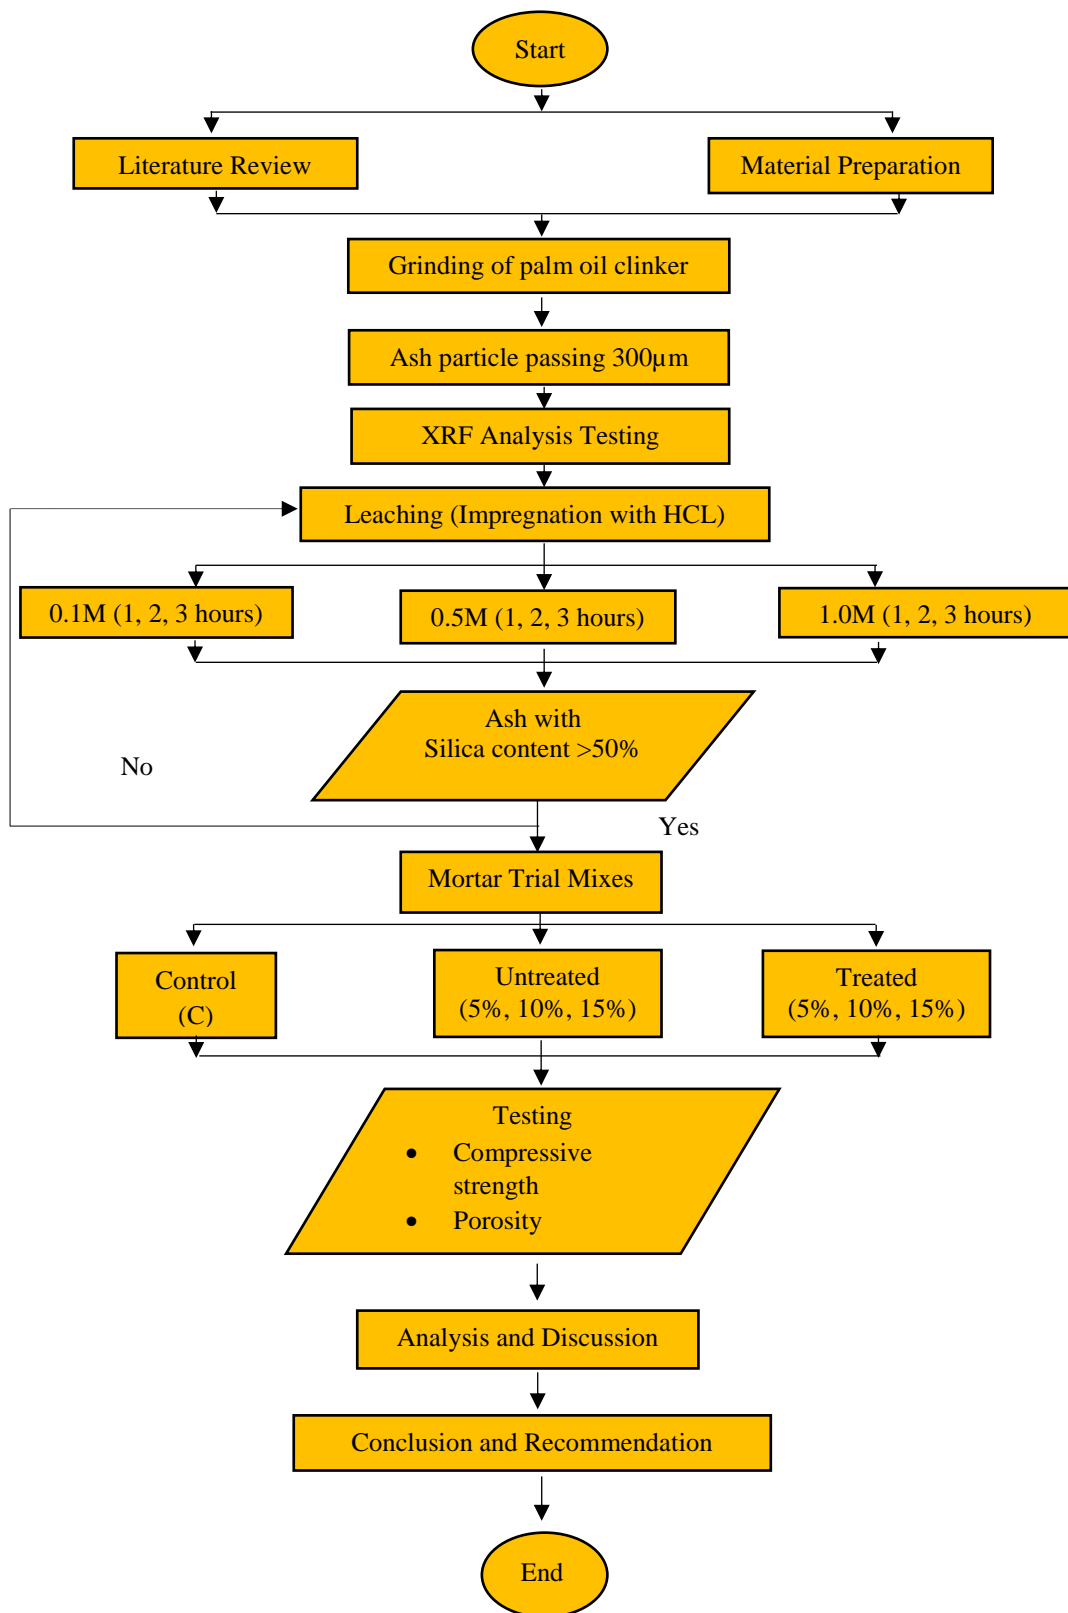 Start
Literature Review
Material Preparation
Grinding of palm oil clinker
Ash particle passing 300µm
XRF Analysis Testing
Leaching (Impregnation with HCL)
0.1M (1, 2, 3 hours)
0.5M (1, 2, 3 hours)
1.0M (1, 2, 3 hours)
Ash with
Silica content >50%
No
Yes
Mortar Trial Mixes
Control
(C)
Untreated
(5%, 10%, 15%)
Treated
(5%, 10%, 15%)
Testing
• Compressive
strength
• Porosity
Analysis and Discussion
Conclusion and Recommendation
End